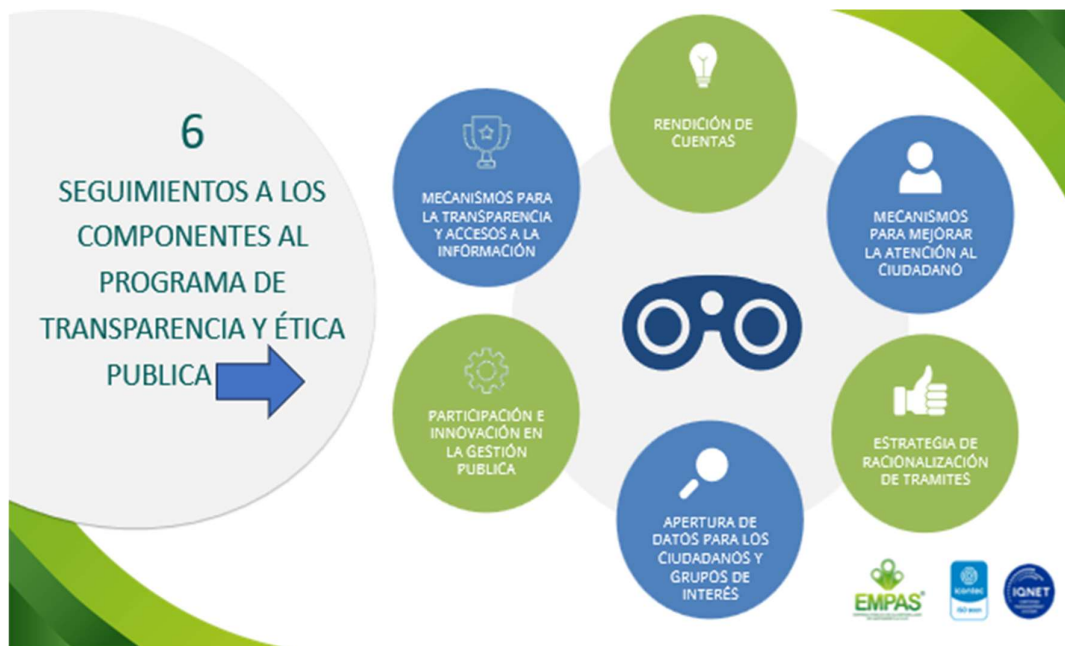 6
SEGUIMIENTOS A LOS
COMPONENTES AL
PROGRAMA DE
TRANSPARENCIA Y ÉTICA
PUBLICA
RENDICIÓN DE
CUENTAS
MECANISMOS PARA
LA TRANSPARENCIA
Y ACCESOS A LA
INFORMACIÓN
MECANISMOS
PARA MEJORAR
LA ATENCIÓN AL
CIUDADANO
PARTICIPACIÓN E
INNOVACIÓN EN
LA GESTIÓN
PUBLICA
ESTRATEGIA DE
RACIONALIZACIÓN
DE TRAMITES
APERTURA DE
DATOS PARA LOS
CIUDADANOS Y
GRUPOS DE
INTERÉS
EMPAS
icontec
ISO 9001
IQNET